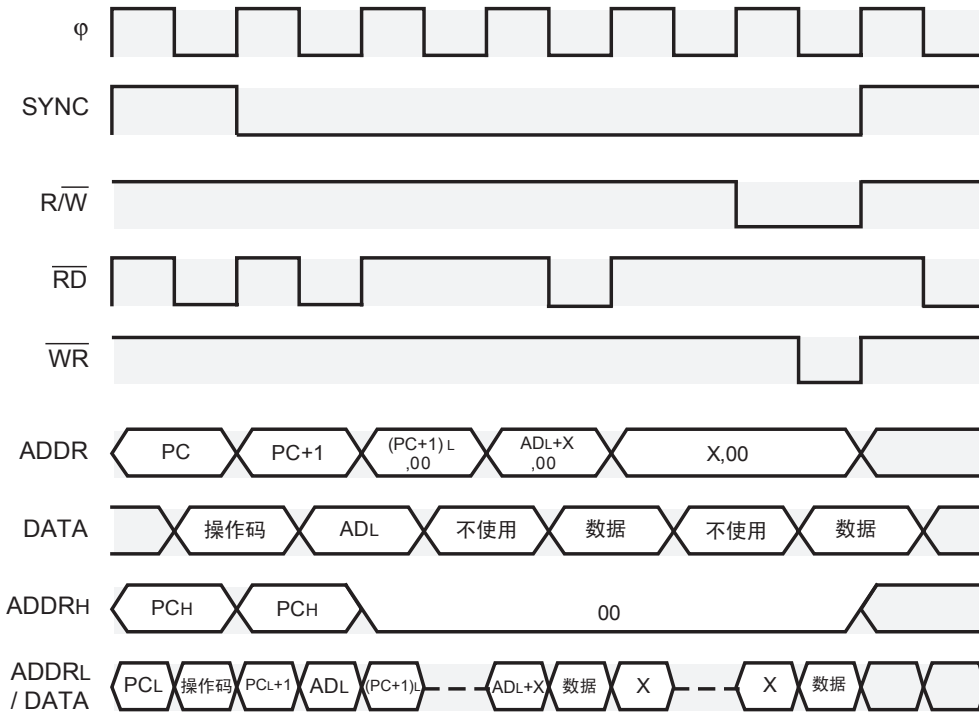 φ
SYNC
R/W
RD
WR
ADDR PC PC+1 (PC+1) L ,00 ADL+X ,00 X,00
DATA 操作码 ADL 不使用 数据 不使用 数据
ADDRH PCH PCH 00
ADDRL / DATA PCL 操作码 PCL+1 ADL (PC+1)L ADL+X 数据 X X 数据